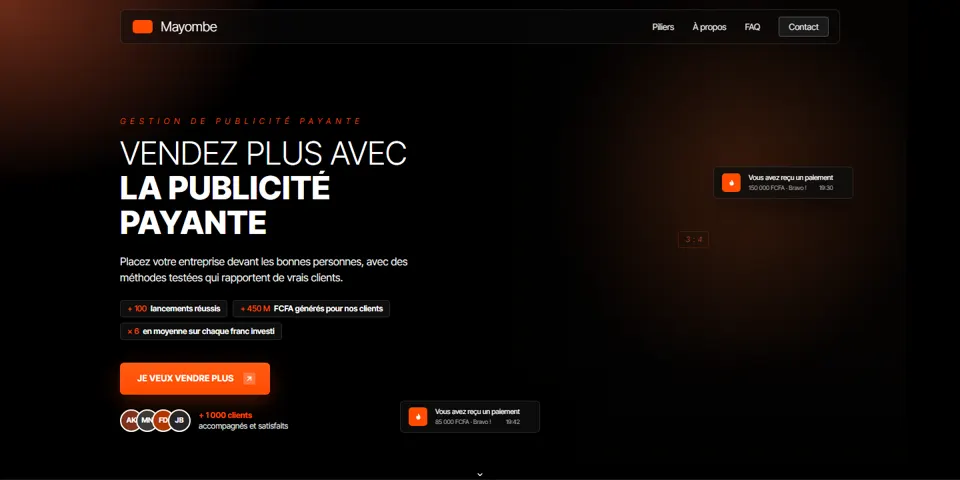 Mayombe
Piliers
À propos
FAQ
Contact
GESTION DE PUBLICITÉ PAYANTE
VENDEZ PLUS AVEC
LA PUBLICITÉ
PAYANTE
Placez votre entreprise devant les bonnes personnes, avec des
méthodes testées qui rapportent de vrais clients.
+ 100 lancements réussis
+ 450 M FCFA générés pour nos clients
× 6 en moyenne sur chaque franc investi
JE VEUX VENDRE PLUS
AK MN FD JB
+ 1 000 clients
accompagnés et satisfaits
Vous avez reçu un paiement
150 000 FCFA · Bravo ! 19:30
3 : 4
Vous avez reçu un paiement
85 000 FCFA · Bravo ! 19:42